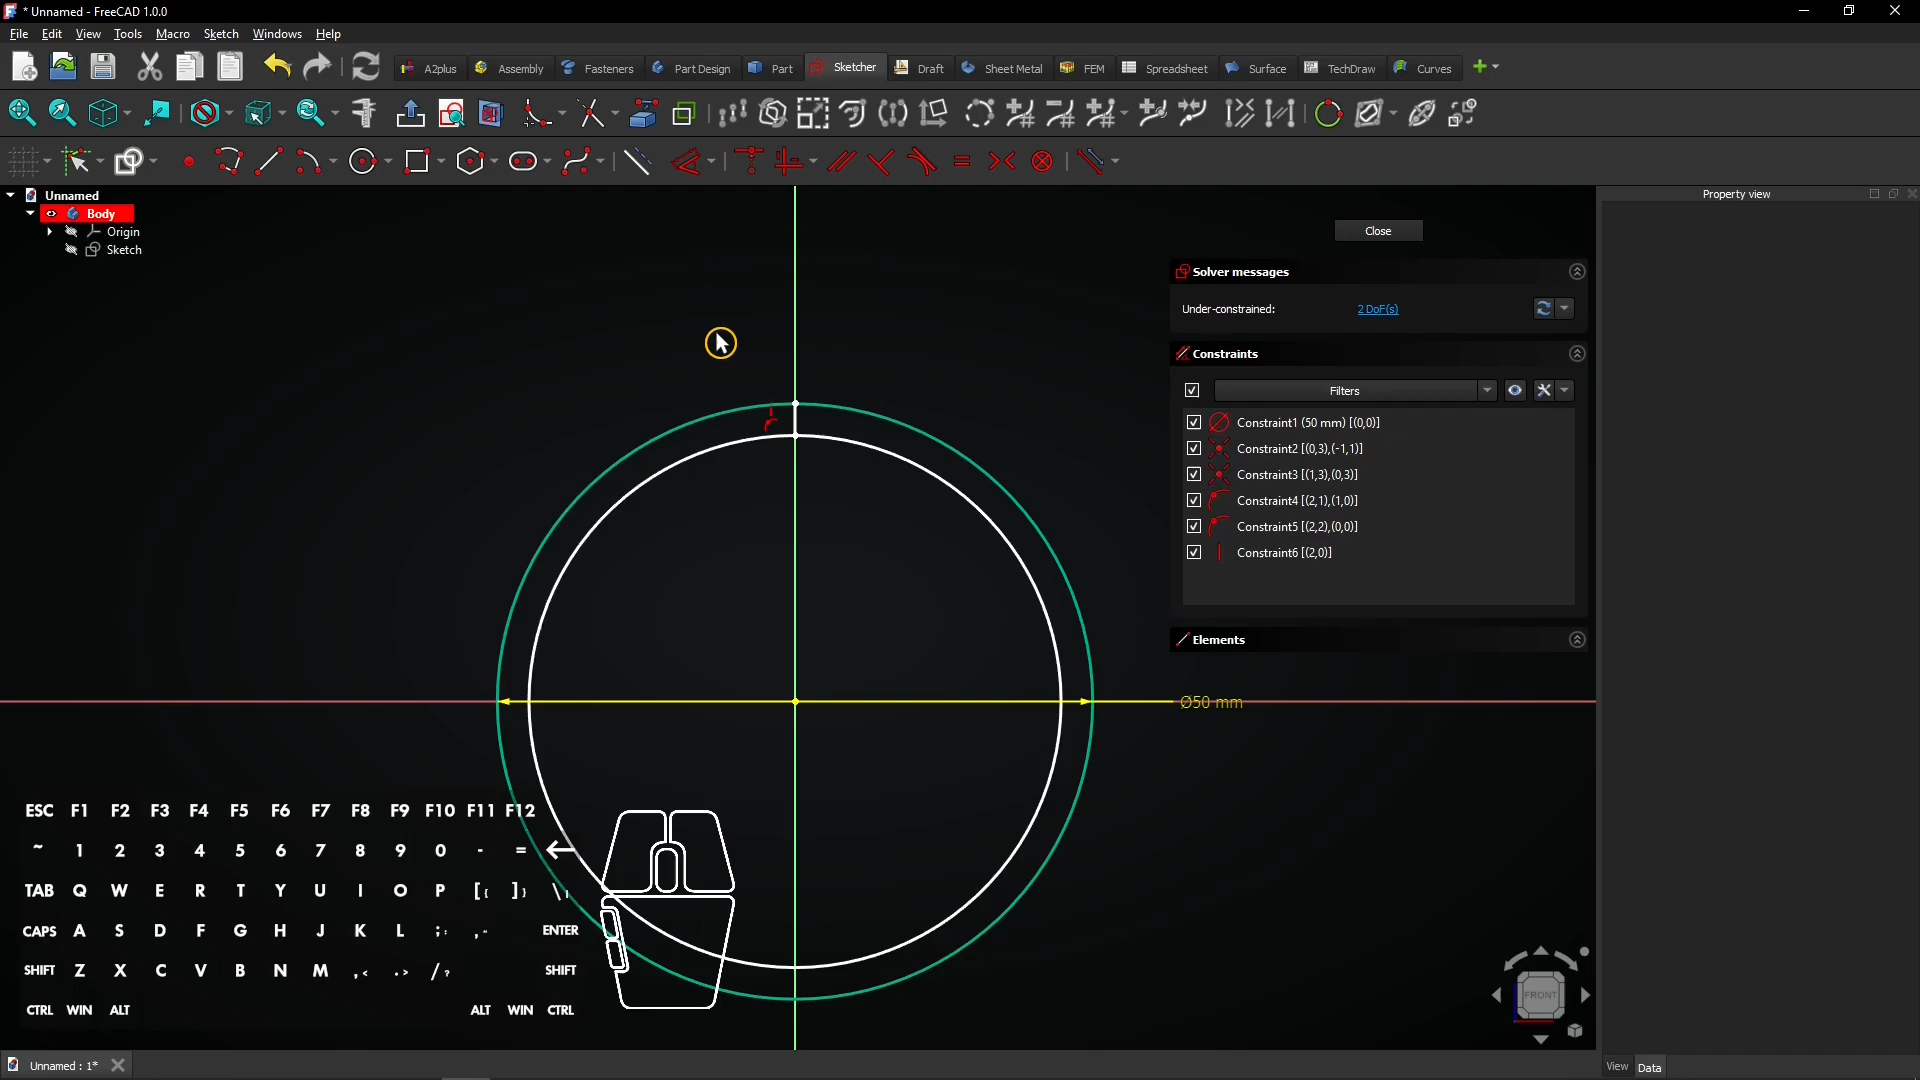 * Unnamed - FreeCAD 1.0.0
File Edit View Tools Macro Sketch Windows Help
A2plus Assembly Fasteners Part Design Part Sketcher Draft Sheet Metal FEM Spreadsheet Surface TechDraw Curves
Unnamed
Body
Origin
Sketch
Property view
Close
Solver messages
Under-constrained: 2 DoF(s)
Constraints
Filters
Constraint1 (50 mm) [(0,0)]
Constraint2 [(0,3),(-1,1)]
Constraint3 [(1,3),(0,3)]
Constraint4 [(2,1),(1,0)]
Constraint5 [(2,2),(0,0)]
Constraint6 [(2,0)]
Elements
Ø50 mm
ESC F1 F2 F3 F4 F5 F6 F7 F8 F9 F10 F11 F12
~ 1 2 3 4 5 6 7 8 9 0 - = ←
TAB Q W E R T Y U I O P [{ ]} \|
CAPS A S D F G H J K L ;: ,“ ENTER
SHIFT Z X C V B N M ,< .> /? SHIFT
CTRL WIN ALT ALT WIN CTRL
FRONT
Unnamed : 1*
View Data